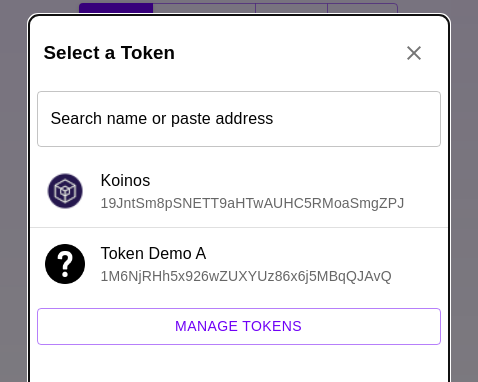 Select a Token
Search name or paste address
Koinos
19JntSm8pSNETT9aHTwAUHC5RMoaSmgZPJ
Token Demo A
1M6NjRHh5x926wZUXYUz86x6j5MBqQJAvQ
MANAGE TOKENS